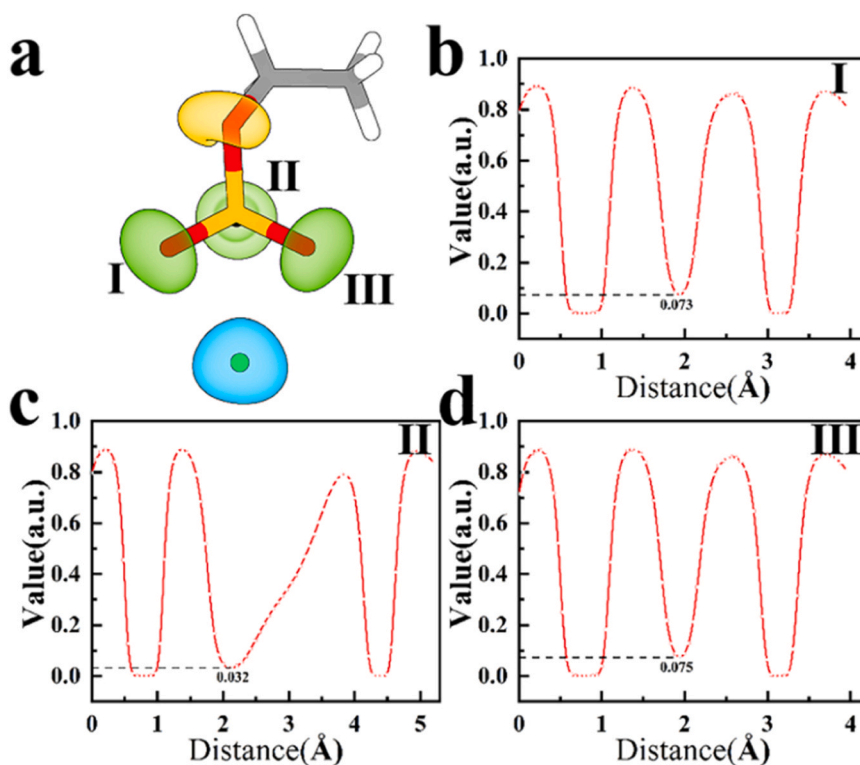 a
II
I
III
b
I
1.0
0.8
0.6
0.4
0.2
0.0
Value(a.u.)
0.073
0 1 2 3 4
Distance(Å)
c
II
1.0
0.8
0.6
0.4
0.2
0.0
Value(a.u.)
0.032
0 1 2 3 4 5
Distance(Å)
d
III
1.0
0.8
0.6
0.4
0.2
0.0
Value(a.u.)
0.075
0 1 2 3 4
Distance(Å)